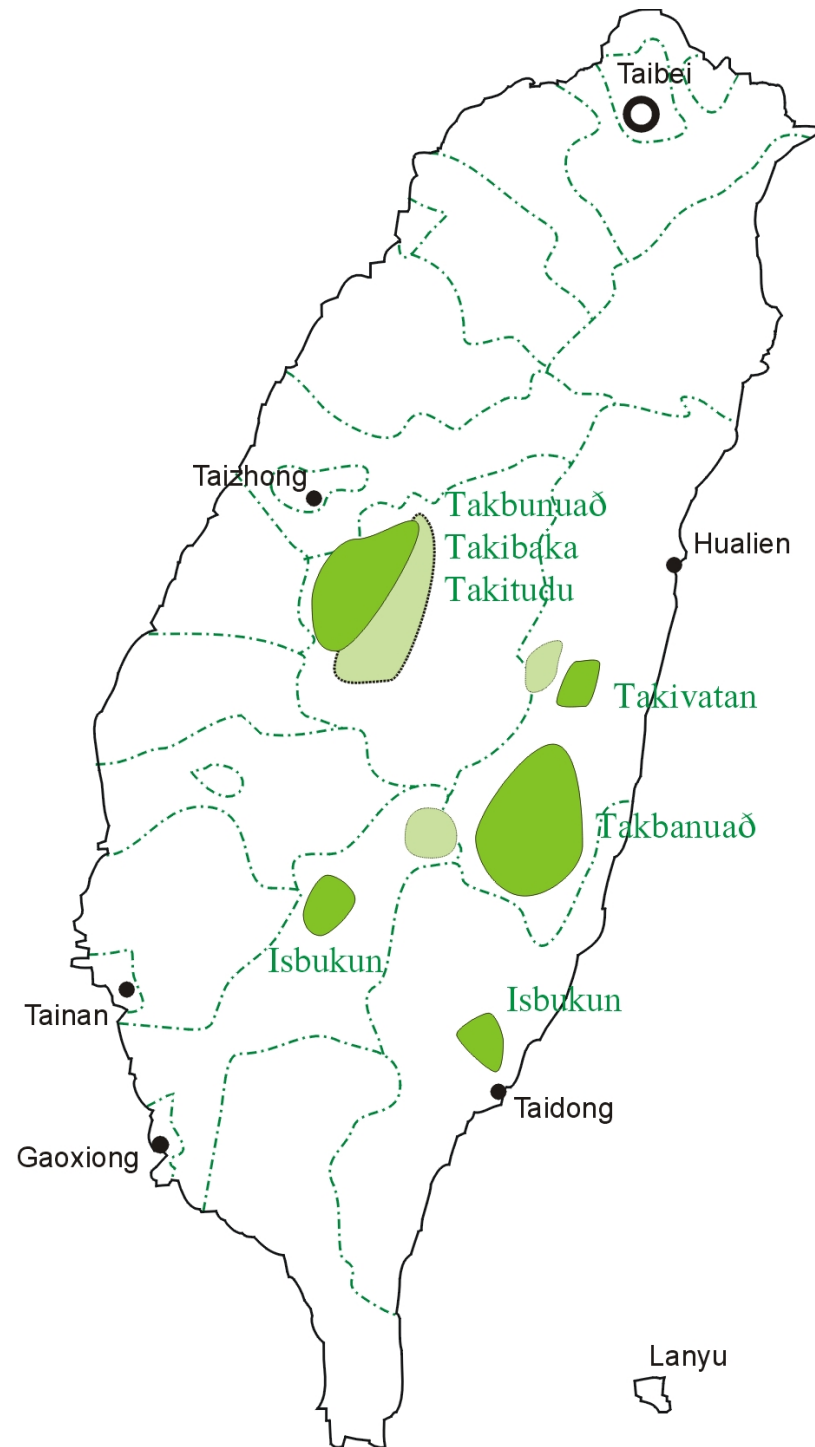 Taibei
Taizhong
Takbunuað
Takibaka
Takitudu
Hualien
Takivatan
Takbanuað
Isbukun
Tainan
Isbukun
Taidong
Gaoxiong
Lanyu